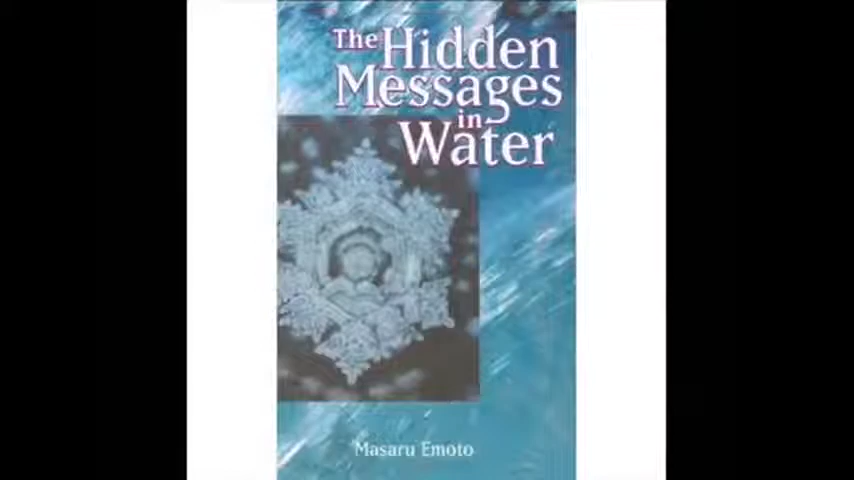 The Hidden
Messages
in
Water
Masaru Emoto